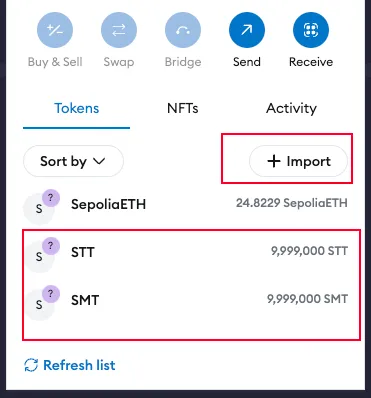 Buy & Sell Swap Bridge Send Receive
Tokens NFTs Activity
Sort by + Import
S ? SepoliaETH 24.8229 SepoliaETH
S ? STT 9,999,000 STT
S ? SMT 9,999,000 SMT
Refresh list